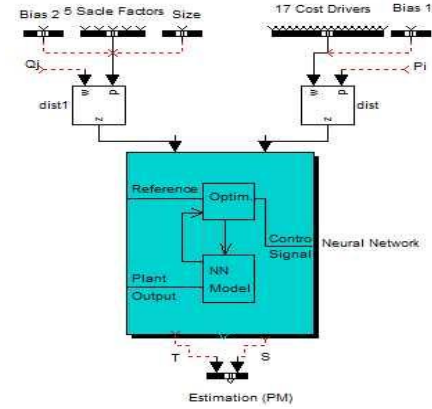 Bias 2 5 Sacle Factors Size 17 Cost Drivers Bias 1
Qj Pi
w p w p
dist1 dist
z z
Reference Optim.
Contro Neural Network
Signal
NN
Plant Model
Output
T S
Estimation (PM)